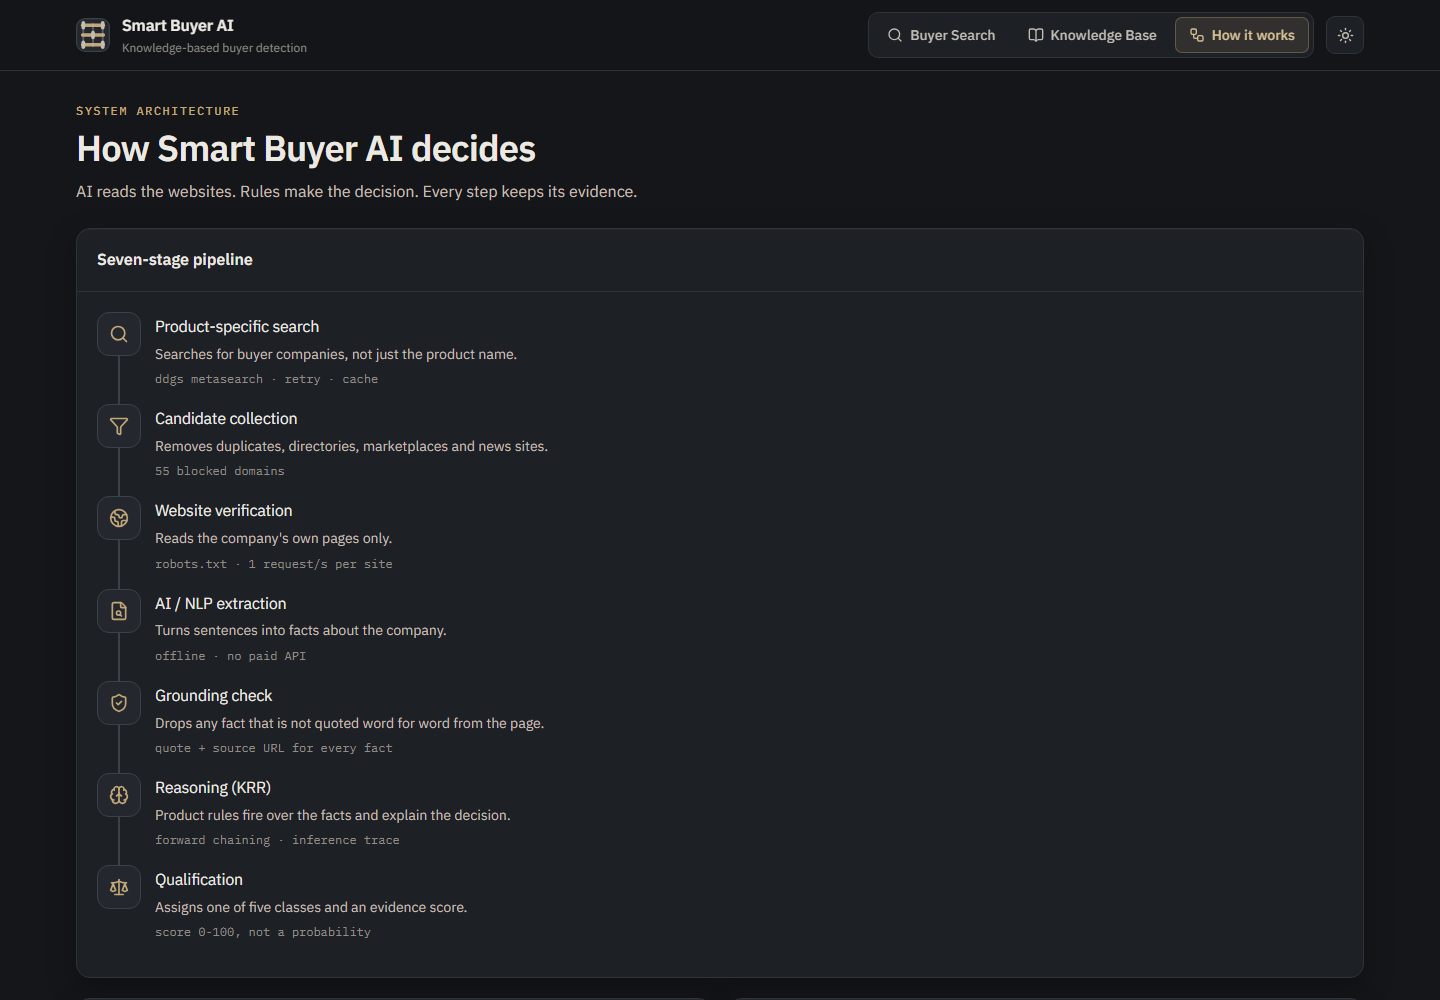 Smart Buyer AI
Knowledge-based buyer detection
Buyer Search
Knowledge Base
How it works
SYSTEM ARCHITECTURE
How Smart Buyer AI decides
AI reads the websites. Rules make the decision. Every step keeps its evidence.
Seven-stage pipeline
Product-specific search
Searches for buyer companies, not just the product name.
ddgs metasearch · retry · cache
Candidate collection
Removes duplicates, directories, marketplaces and news sites.
55 blocked domains
Website verification
Reads the company's own pages only.
robots.txt · 1 request/s per site
AI / NLP extraction
Turns sentences into facts about the company.
offline · no paid API
Grounding check
Drops any fact that is not quoted word for word from the page.
quote + source URL for every fact
Reasoning (KRR)
Product rules fire over the facts and explain the decision.
forward chaining · inference trace
Qualification
Assigns one of five classes and an evidence score.
score 0-100, not a probability